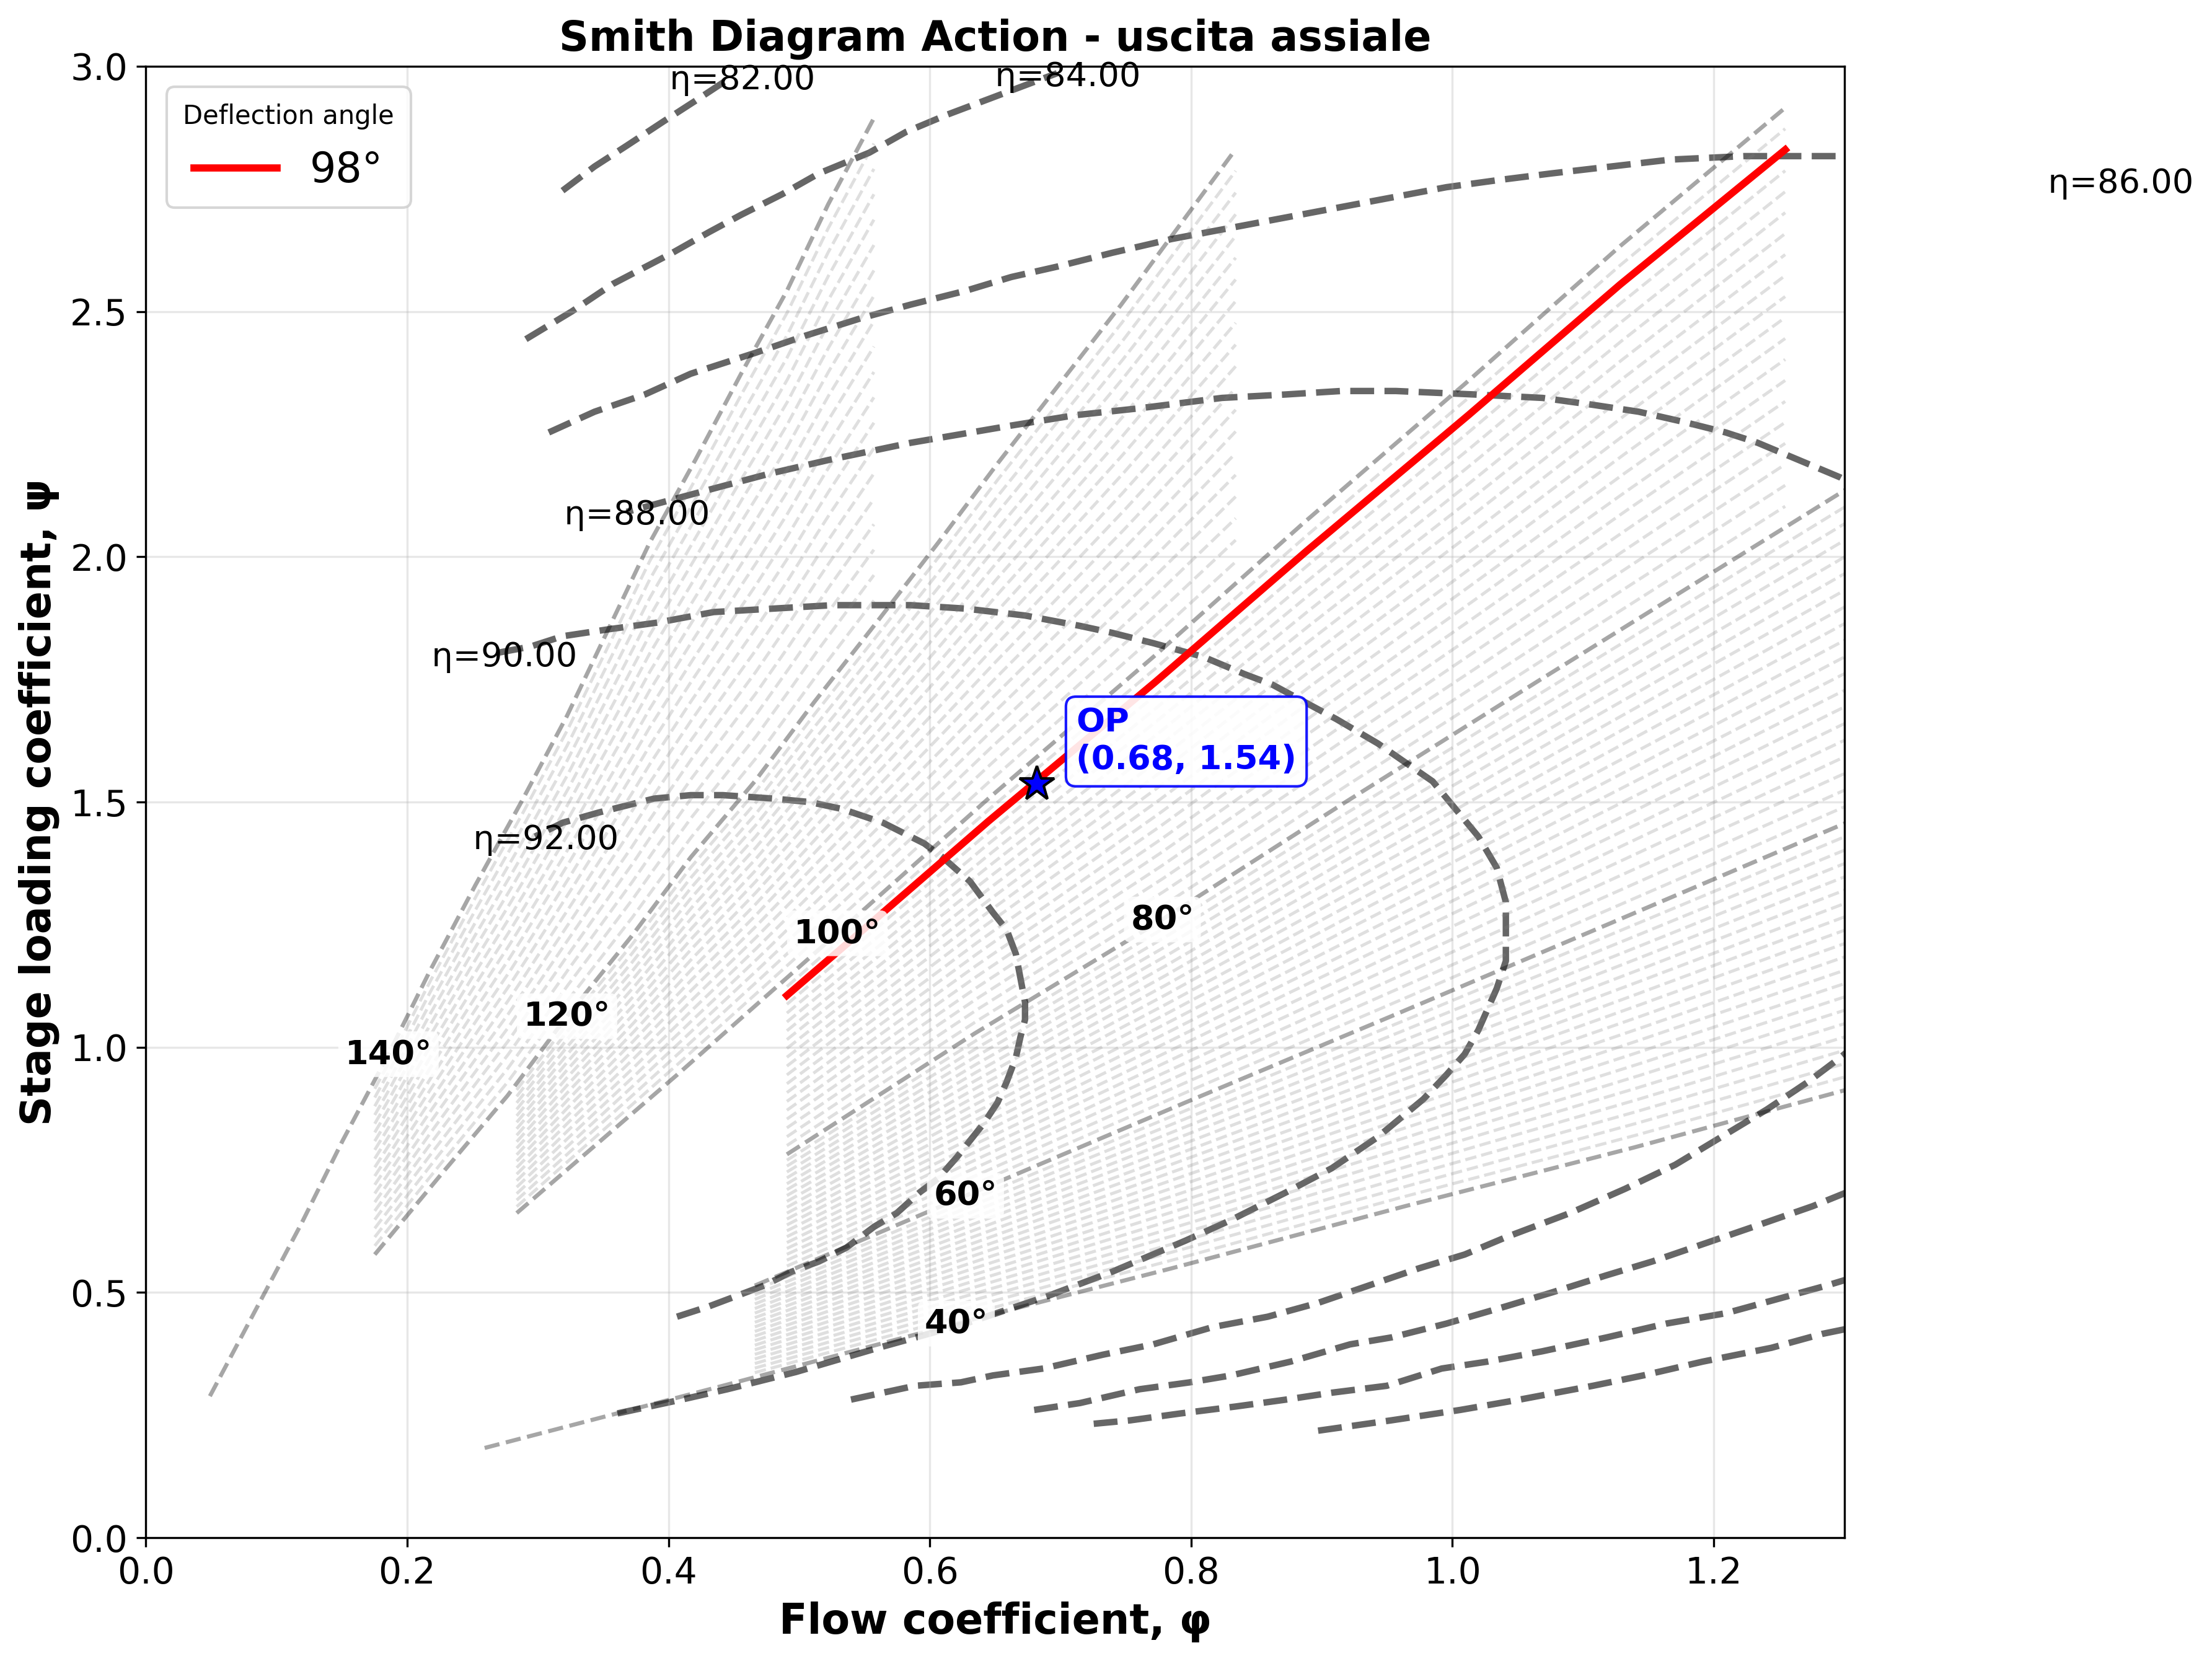 Smith Diagram Action - uscita assiale
Deflection angle
98°
η=82.00
η=84.00
η=86.00
η=88.00
η=90.00
η=92.00
OP
(0.68, 1.54)
100°
80°
120°
140°
60°
40°
3.0
2.5
2.0
1.5
1.0
0.5
0.0
0.0 0.2 0.4 0.6 0.8 1.0 1.2
Stage loading coefficient, ψ
Flow coefficient, φ